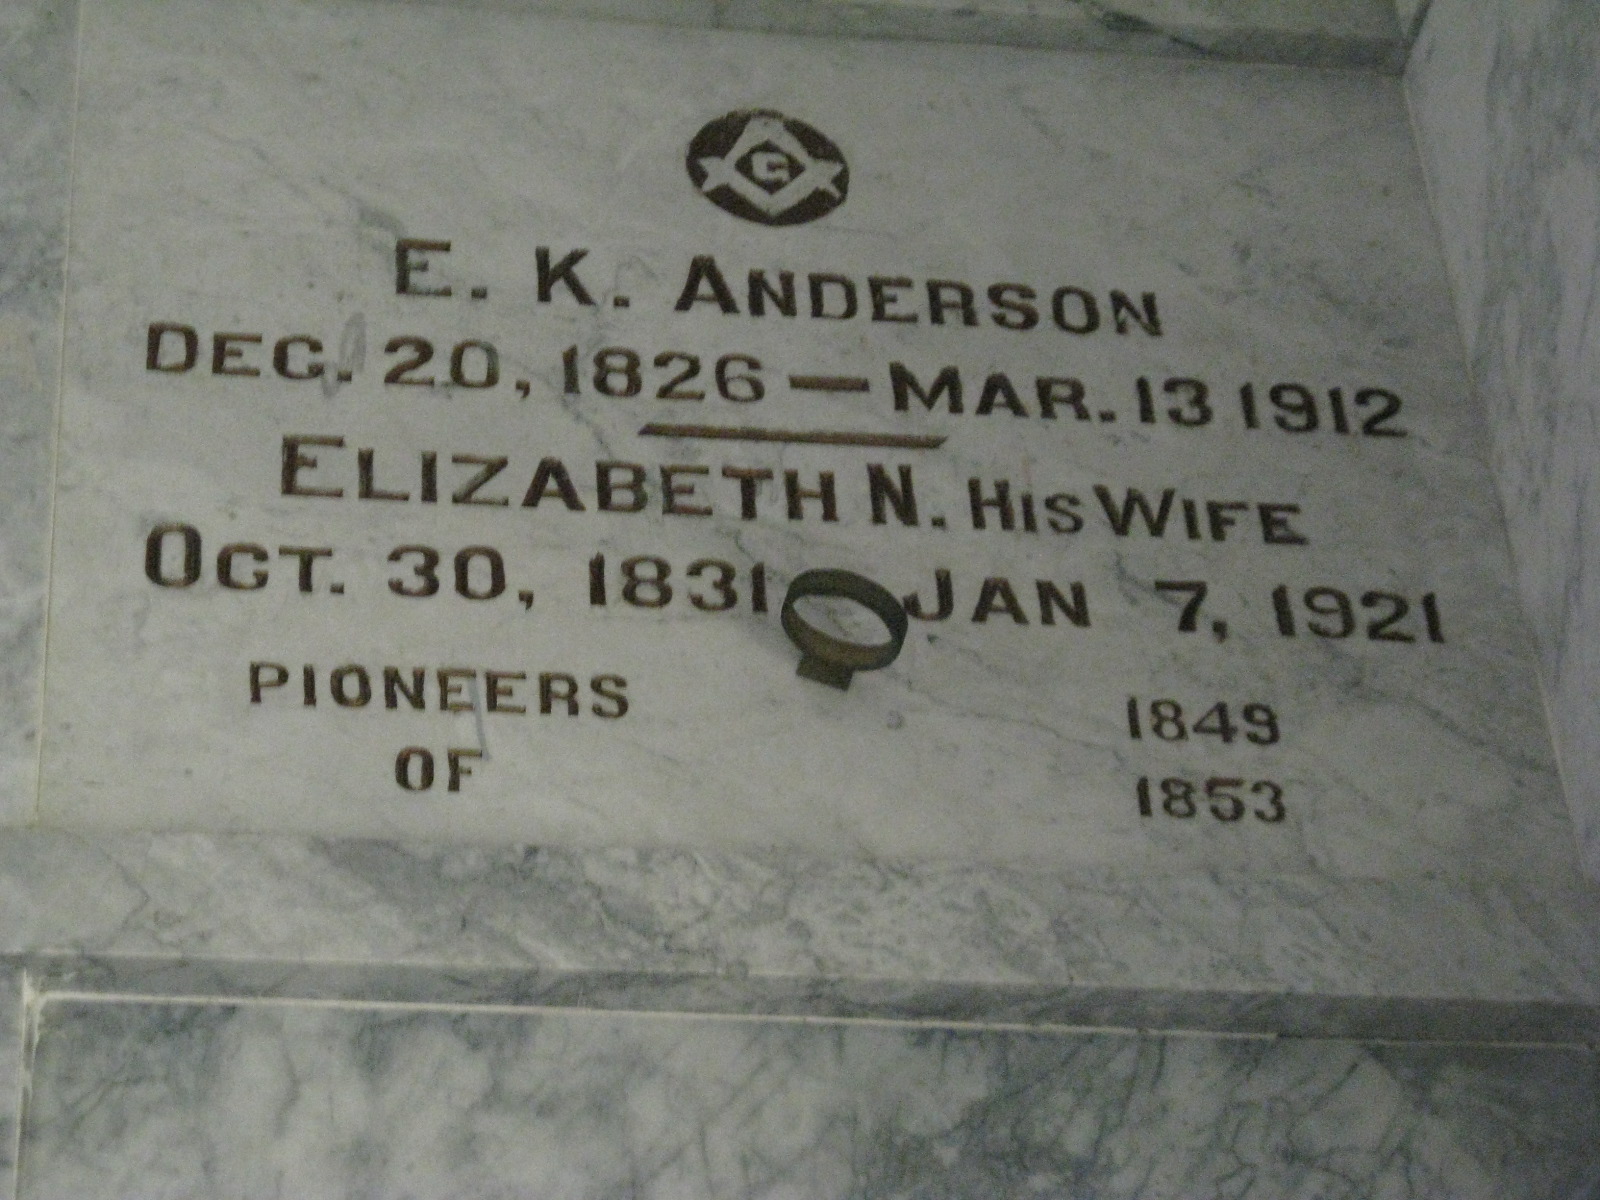 G
E. K. ANDERSON
DEC. 20, 1826 — MAR. 13 1912
ELIZABETH N. HIS WIFE
OCT. 30, 1831 JAN 7, 1921
PIONEERS 1849
OF 1853